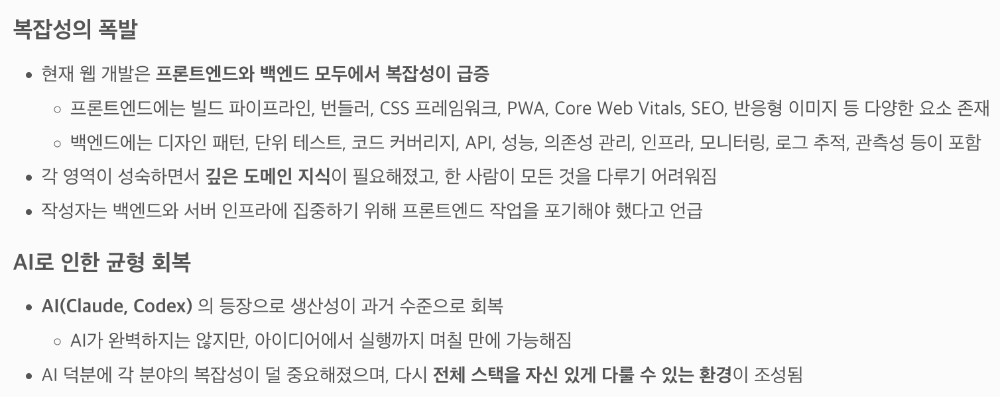 복잡성의 폭발
• 현재 웹 개발은 프론트엔드와 백엔드 모두에서 복잡성이 급증
◦ 프론트엔드에는 빌드 파이프라인, 번들러, CSS 프레임워크, PWA, Core Web Vitals, SEO, 반응형 이미지 등 다양한 요소 존재
◦ 백엔드에는 디자인 패턴, 단위 테스트, 코드 커버리지, API, 성능, 의존성 관리, 인프라, 모니터링, 로그 추적, 관측성 등이 포함
• 각 영역이 성숙하면서 깊은 도메인 지식이 필요해졌고, 한 사람이 모든 것을 다루기 어려워짐
• 작성자는 백엔드와 서버 인프라에 집중하기 위해 프론트엔드 작업을 포기해야 했다고 언급
AI로 인한 균형 회복
• AI(Claude, Codex) 의 등장으로 생산성이 과거 수준으로 회복
◦ AI가 완벽하지는 않지만, 아이디어에서 실행까지 며칠 만에 가능해짐
• AI 덕분에 각 분야의 복잡성이 덜 중요해졌으며, 다시 전체 스택을 자신 있게 다룰 수 있는 환경이 조성됨